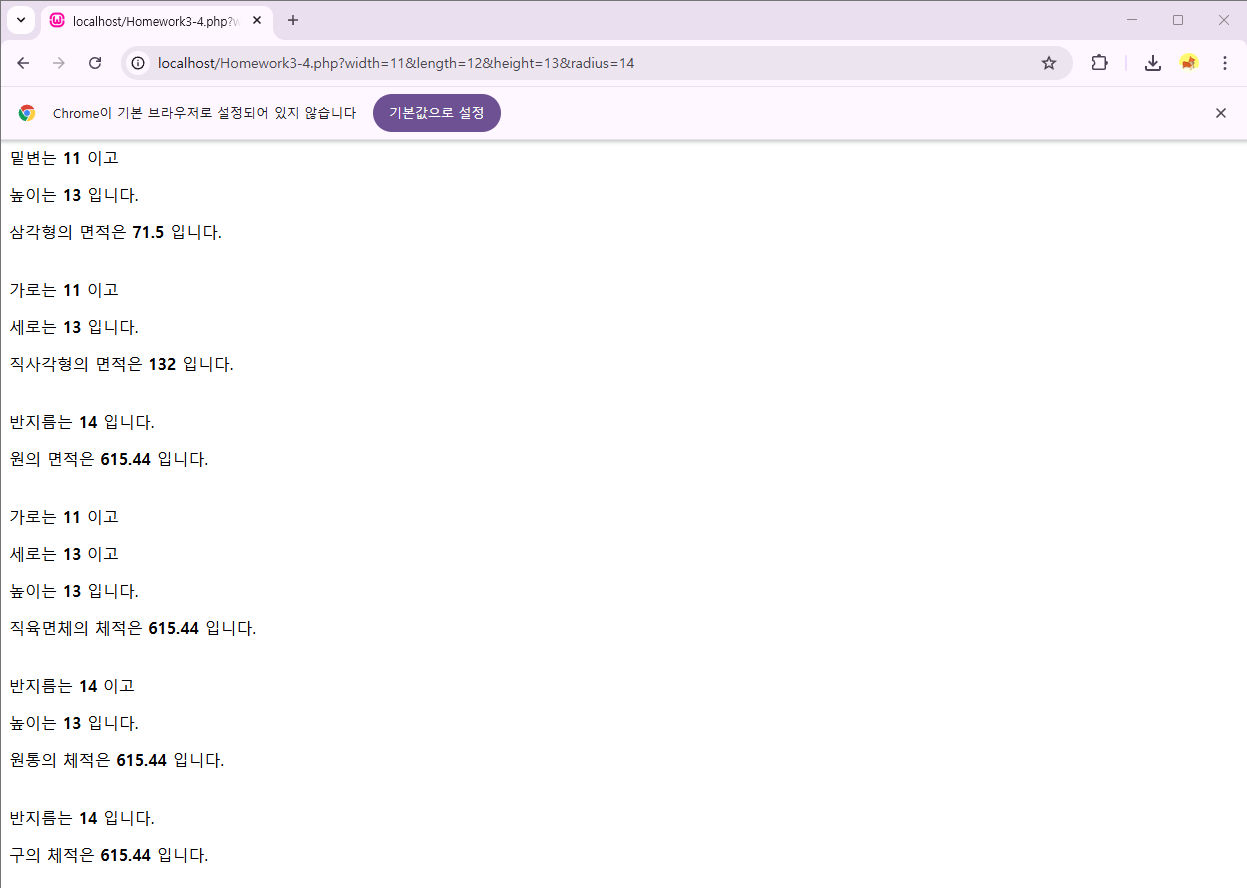 localhost/Homework3-4.php?w
localhost/Homework3-4.php?width=11&length=12&height=13&radius=14
Chrome이 기본 브라우저로 설정되어 있지 않습니다
기본값으로 설정
밑변는 11 이고
높이는 13 입니다.
삼각형의 면적은 71.5 입니다.
가로는 11 이고
세로는 13 입니다.
직사각형의 면적은 132 입니다.
반지름는 14 입니다.
원의 면적은 615.44 입니다.
가로는 11 이고
세로는 13 이고
높이는 13 입니다.
직육면체의 체적은 615.44 입니다.
반지름는 14 이고
높이는 13 입니다.
원통의 체적은 615.44 입니다.
반지름는 14 입니다.
구의 체적은 615.44 입니다.